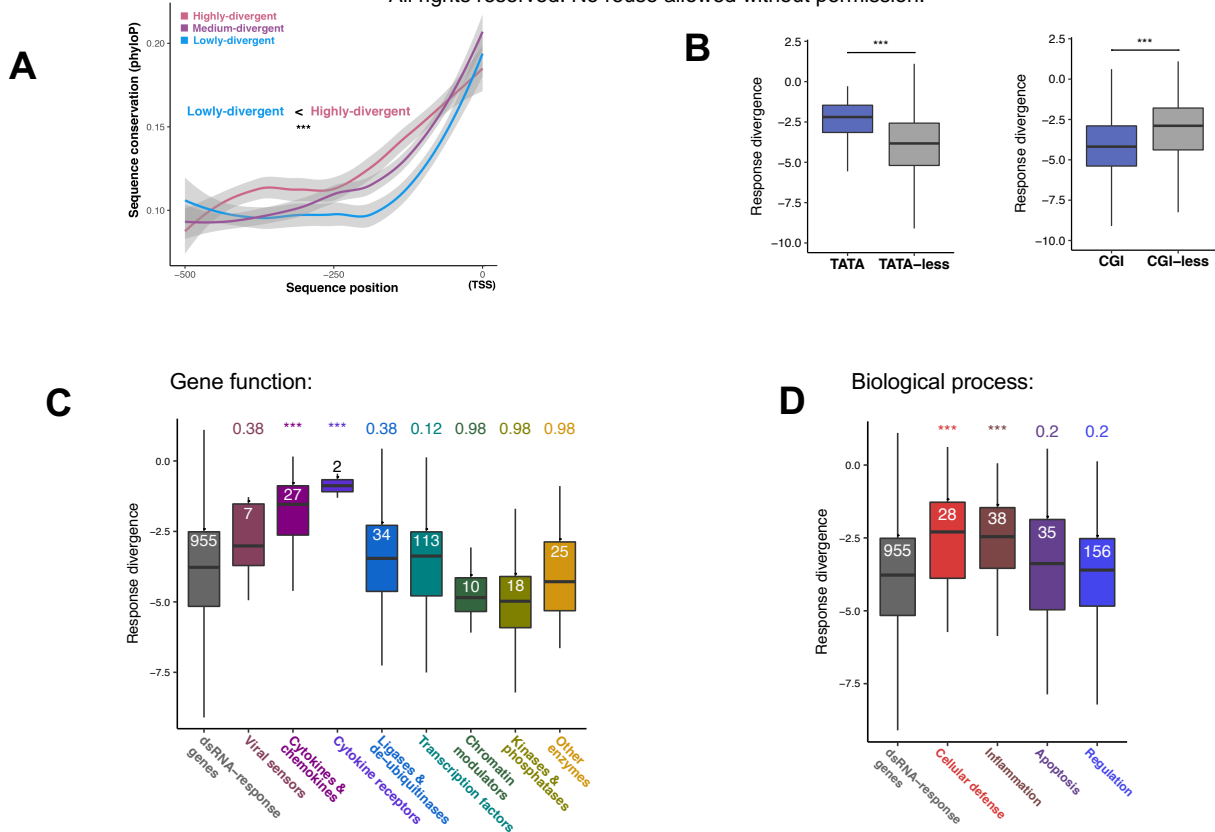 All rights reserved. No reuse allowed without permission.
A
Highly-divergent
Medium-divergent
Lowly-divergent
Sequence conservation (phyloP)
0.20
0.15
0.10
Lowly-divergent < Highly-divergent
***
−500
−250
0
(TSS)
Sequence position
B
Response divergence
2.5
0.0
−2.5
−5.0
−7.5
−10.0
***
TATA
TATA−less
Response divergence
2.5
0.0
−2.5
−5.0
−7.5
−10.0
***
CGI
CGI−less
C
Gene function:
Response divergence
0.0
−2.5
−5.0
−7.5
0.38
***
***
0.38
0.12
0.98
0.98
0.98
955
7
27
2
34
113
10
18
25
dsRNA−response
genes
Viral sensors
Cytokines &
chemokines
Cytokine receptors
Ligases &
de−ubiquitinases
Transcription factors
Chromatin
modulators
Kinases &
phosphatases
Other
enzymes
D
Biological process:
Response divergence
0.0
−2.5
−5.0
−7.5
***
***
0.2
0.2
955
28
38
35
156
dsRNA−response
genes
Cellular defense
Inflammation
Apoptosis
Regulation